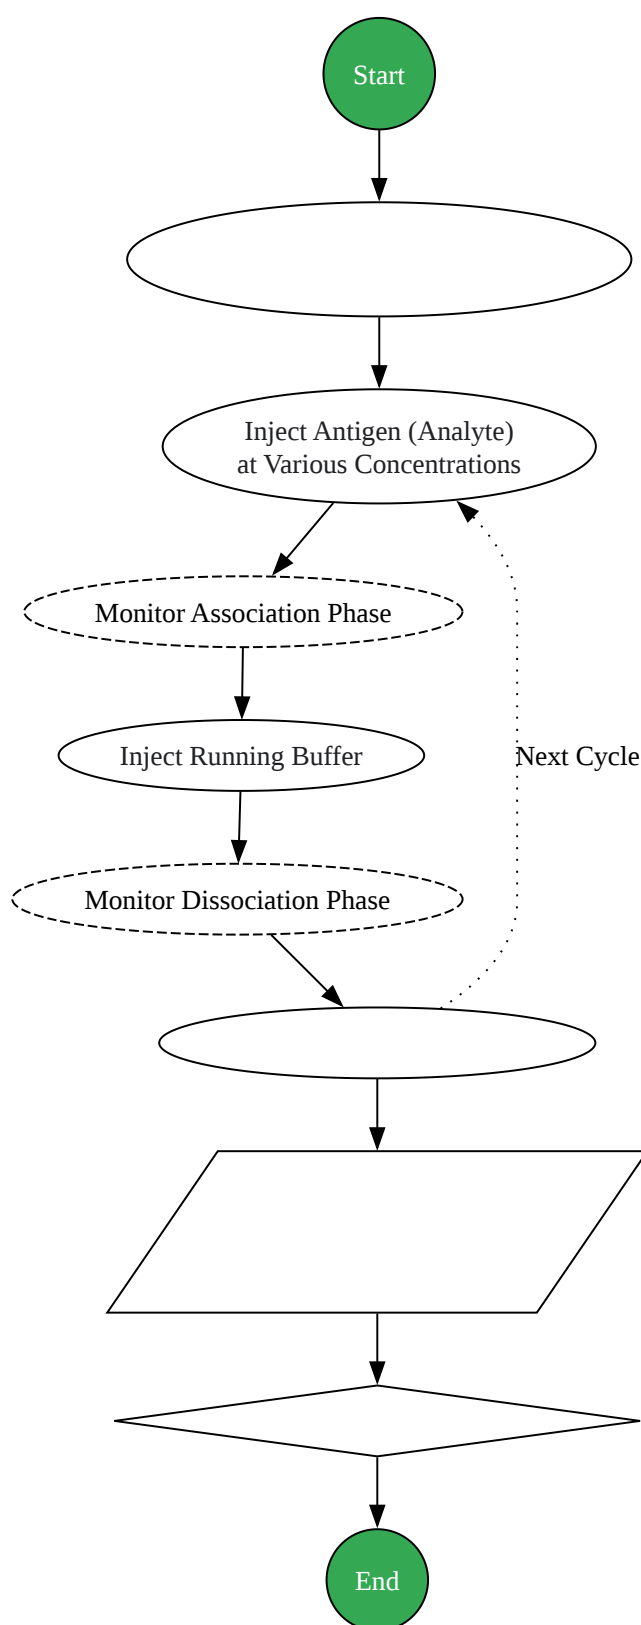 Start
Inject Antigen (Analyte)
at Various Concentrations
Monitor Association Phase
Inject Running Buffer
Next Cycle
Monitor Dissociation Phase
End